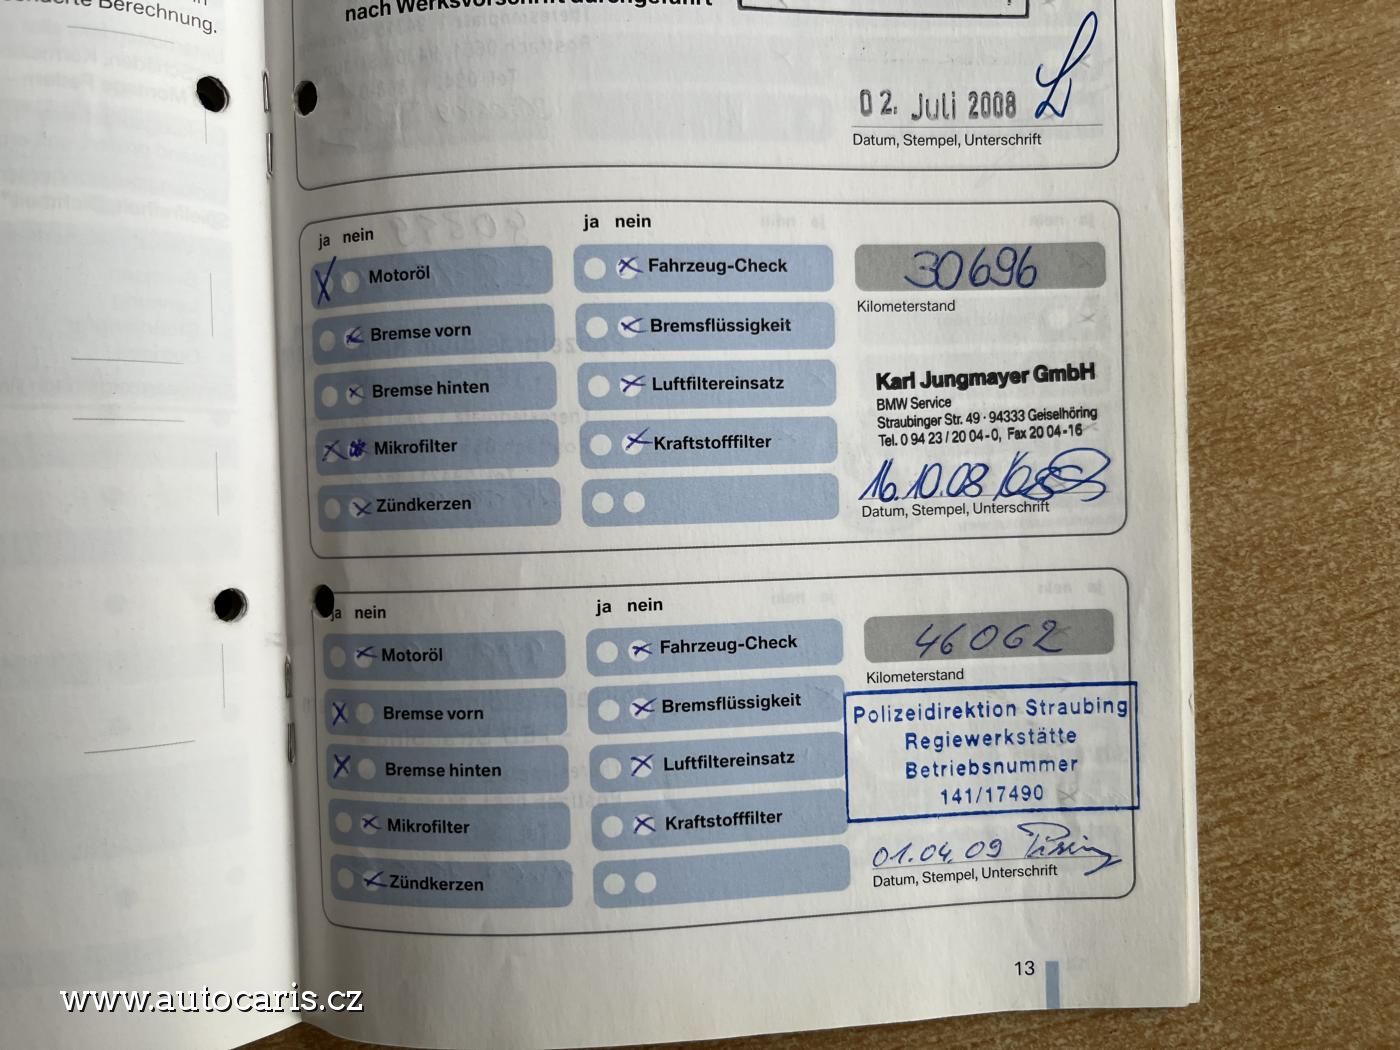 Berechnung.
nach Werksvorschrift durchgeführt
02. Juli 2008
Datum, Stempel, Unterschrift
ja nein
ja nein
Motoröl
Bremse vorn
Bremse hinten
Mikrofilter
Zündkerzen
Fahrzeug-Check
Bremsflüssigkeit
Luftfiltereinsatz
Kraftstofffilter
30696
Kilometerstand
Karl Jungmayer GmbH
BMW Service
Straubinger Str. 49 · 94333 Geiselhöring
Tel. 0 94 23 / 20 04-0, Fax 20 04-16
16.10.08
Datum, Stempel, Unterschrift
ja nein
ja nein
Motoröl
Bremse vorn
Bremse hinten
Mikrofilter
Zündkerzen
Fahrzeug-Check
Bremsflüssigkeit
Luftfiltereinsatz
Kraftstofffilter
46062
Kilometerstand
Polizeidirektion Straubing
Regiewerkstätte
Betriebsnummer
141/17490
01.04.09
Datum, Stempel, Unterschrift
13
www.autocaris.cz